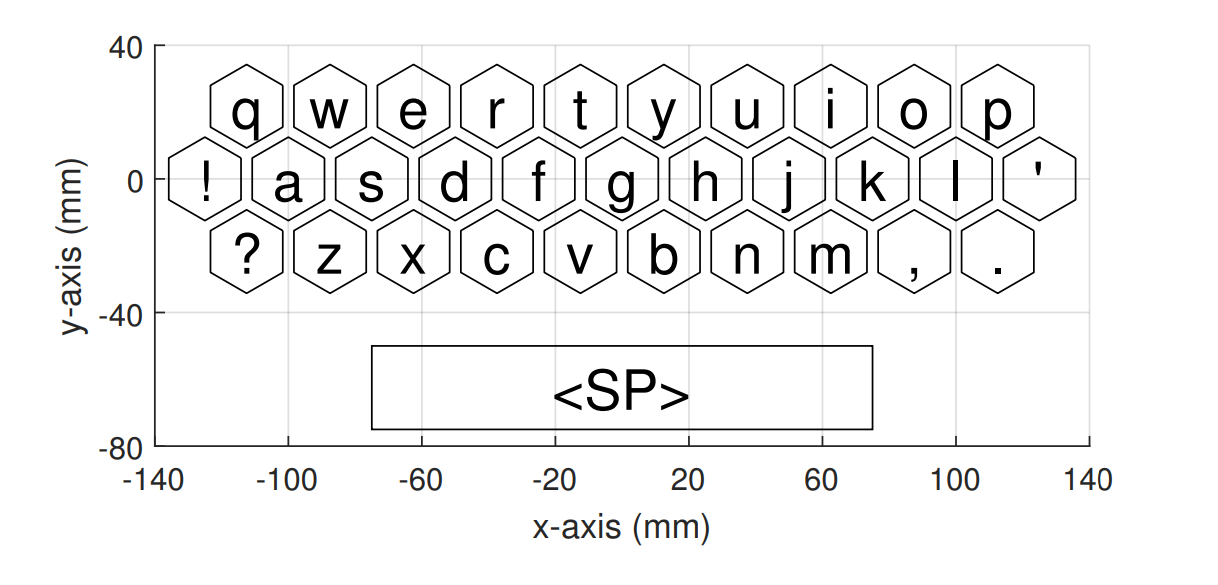 40
q w e r t y u i o p
! a s d f g h j k l '
0
? z x c v b n m , .
-40
<SP>
-80
-140 -100 -60 -20 20 60 100 140
x-axis (mm)
y-axis (mm)